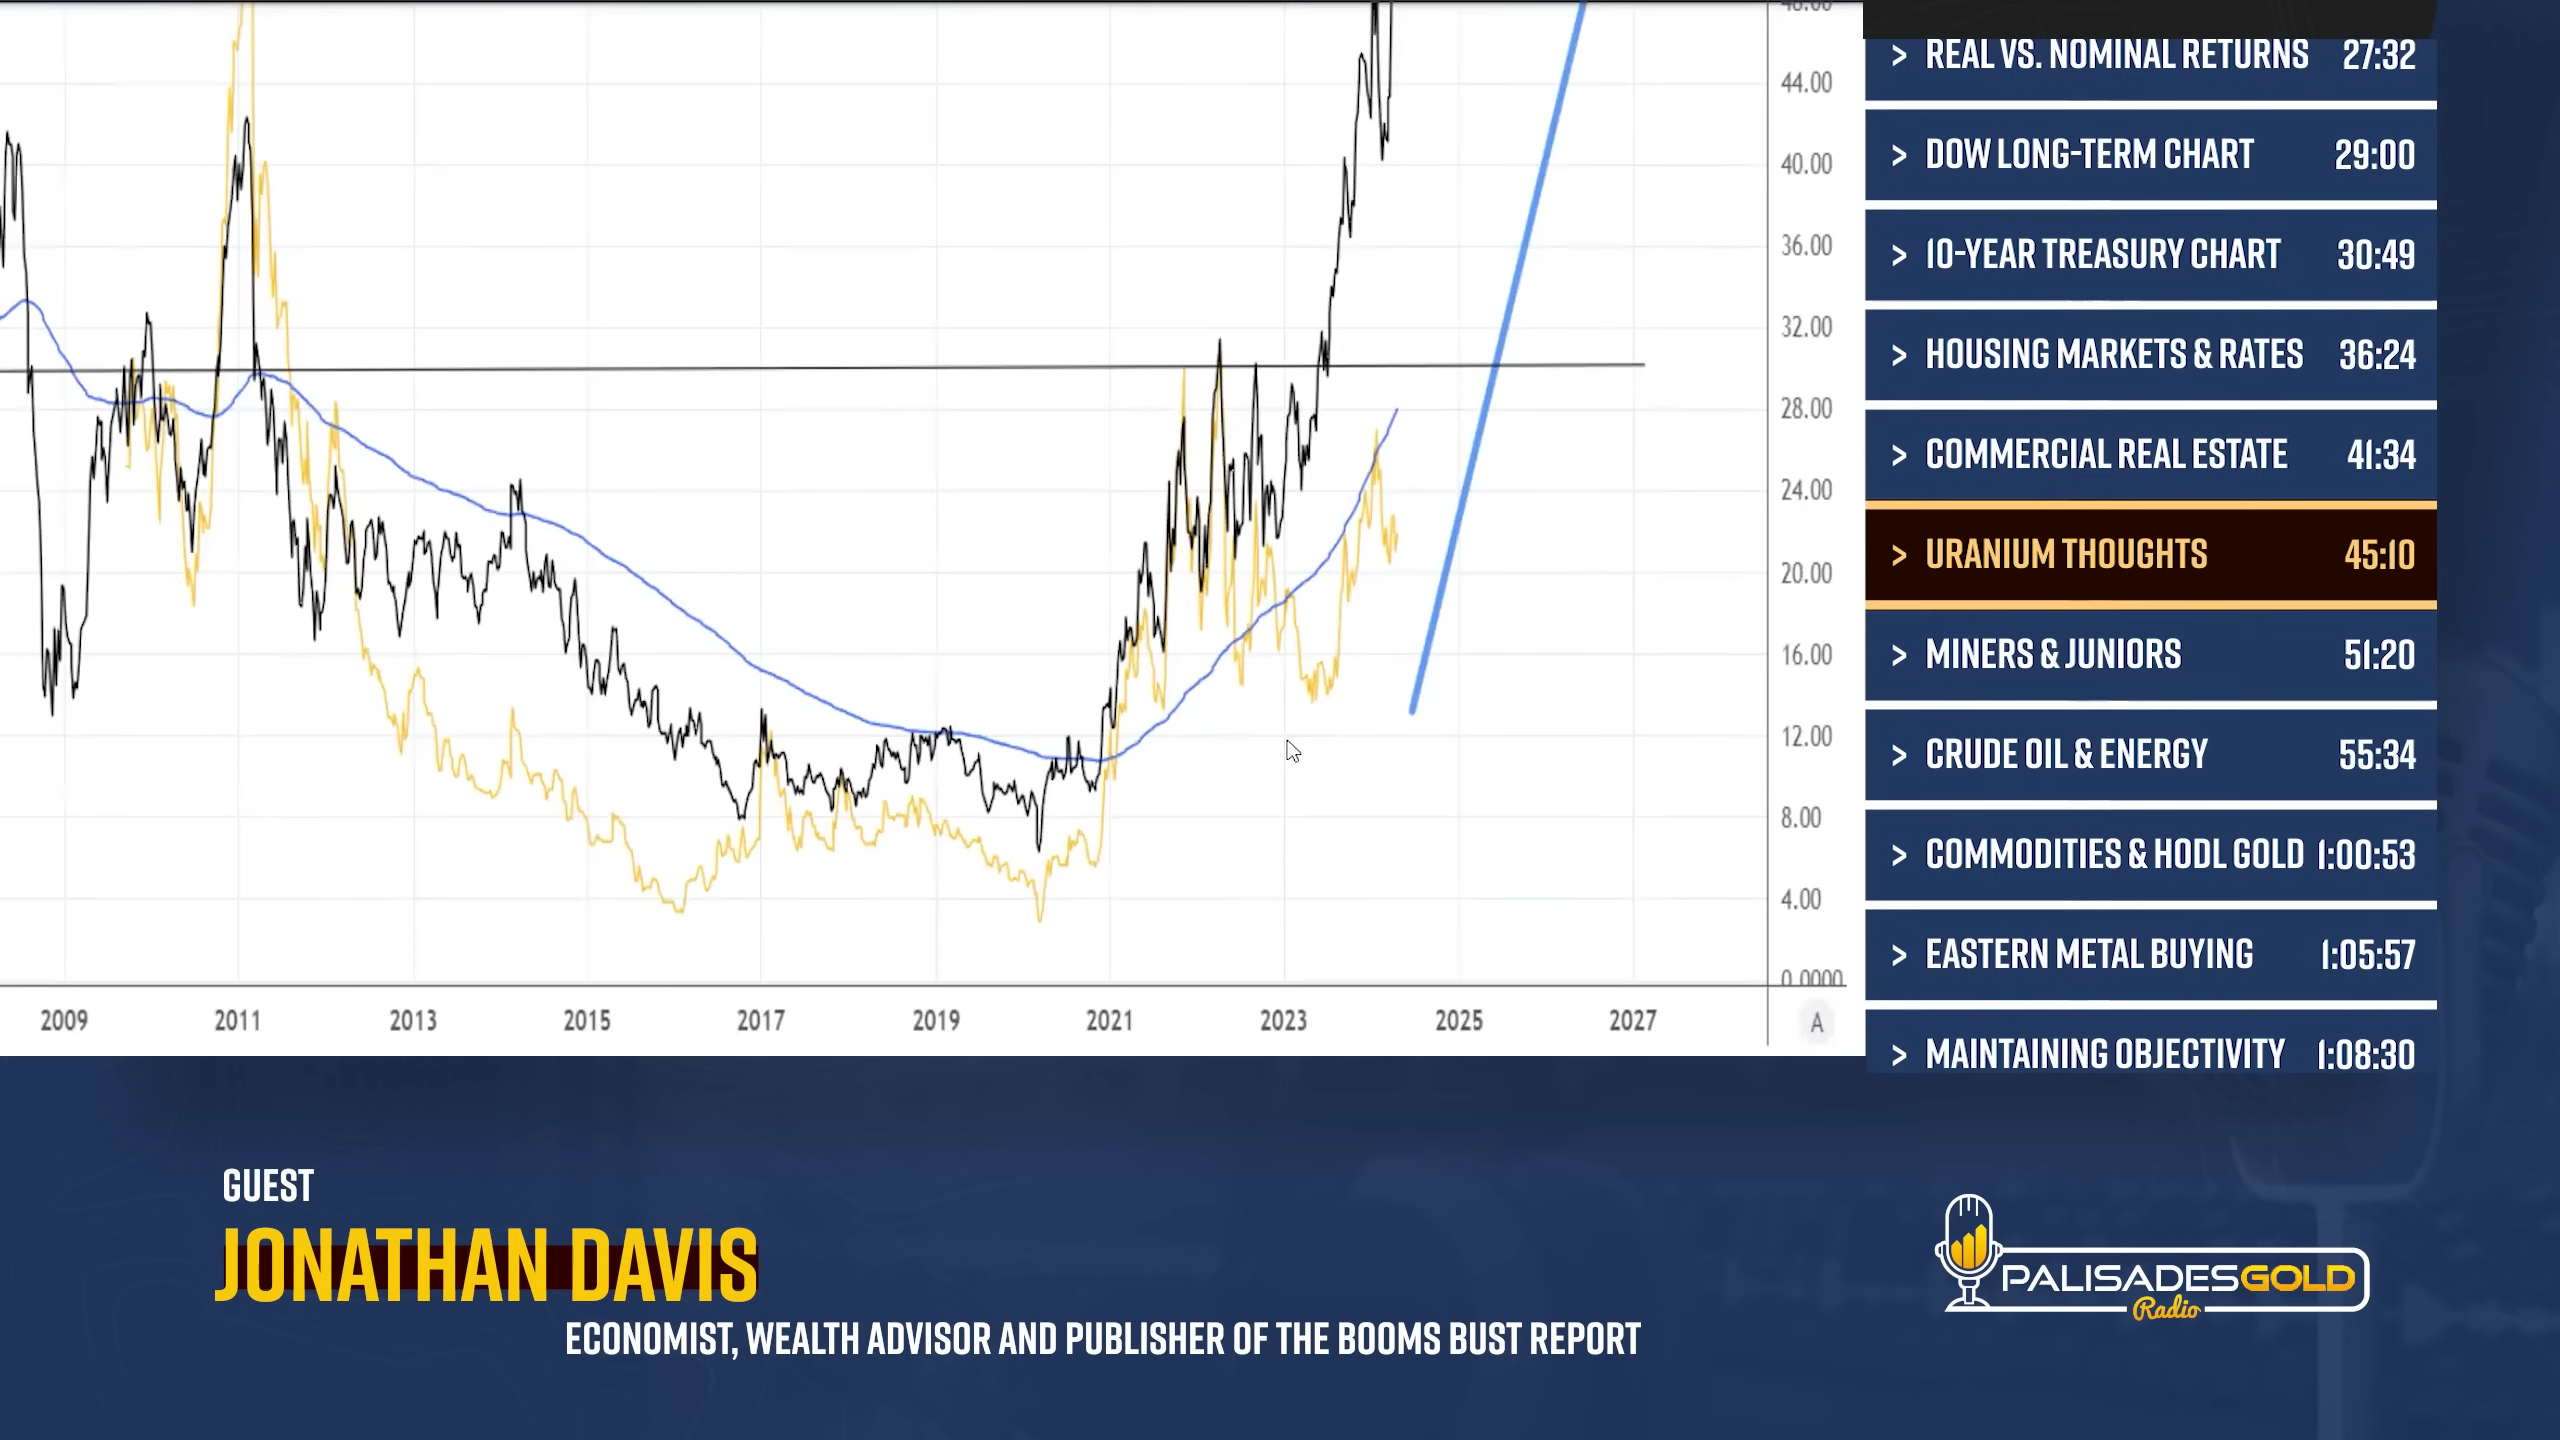 48.00
44.00
40.00
36.00
32.00
28.00
24.00
20.00
16.00
12.00
8.00
4.00
0.0000
2009 2011 2013 2015 2017 2019 2021 2023 2025 2027 A
> REAL VS. NOMINAL RETURNS 27:32
> DOW LONG-TERM CHART 29:00
> 10-YEAR TREASURY CHART 30:49
> HOUSING MARKETS & RATES 36:24
> COMMERCIAL REAL ESTATE 41:34
> URANIUM THOUGHTS 45:10
> MINERS & JUNIORS 51:20
> CRUDE OIL & ENERGY 55:34
> COMMODITIES & HODL GOLD 1:00:53
> EASTERN METAL BUYING 1:05:57
> MAINTAINING OBJECTIVITY 1:08:30
GUEST
JONATHAN DAVIS
ECONOMIST, WEALTH ADVISOR AND PUBLISHER OF THE BOOMS BUST REPORT
PALISADESGOLD
Radio